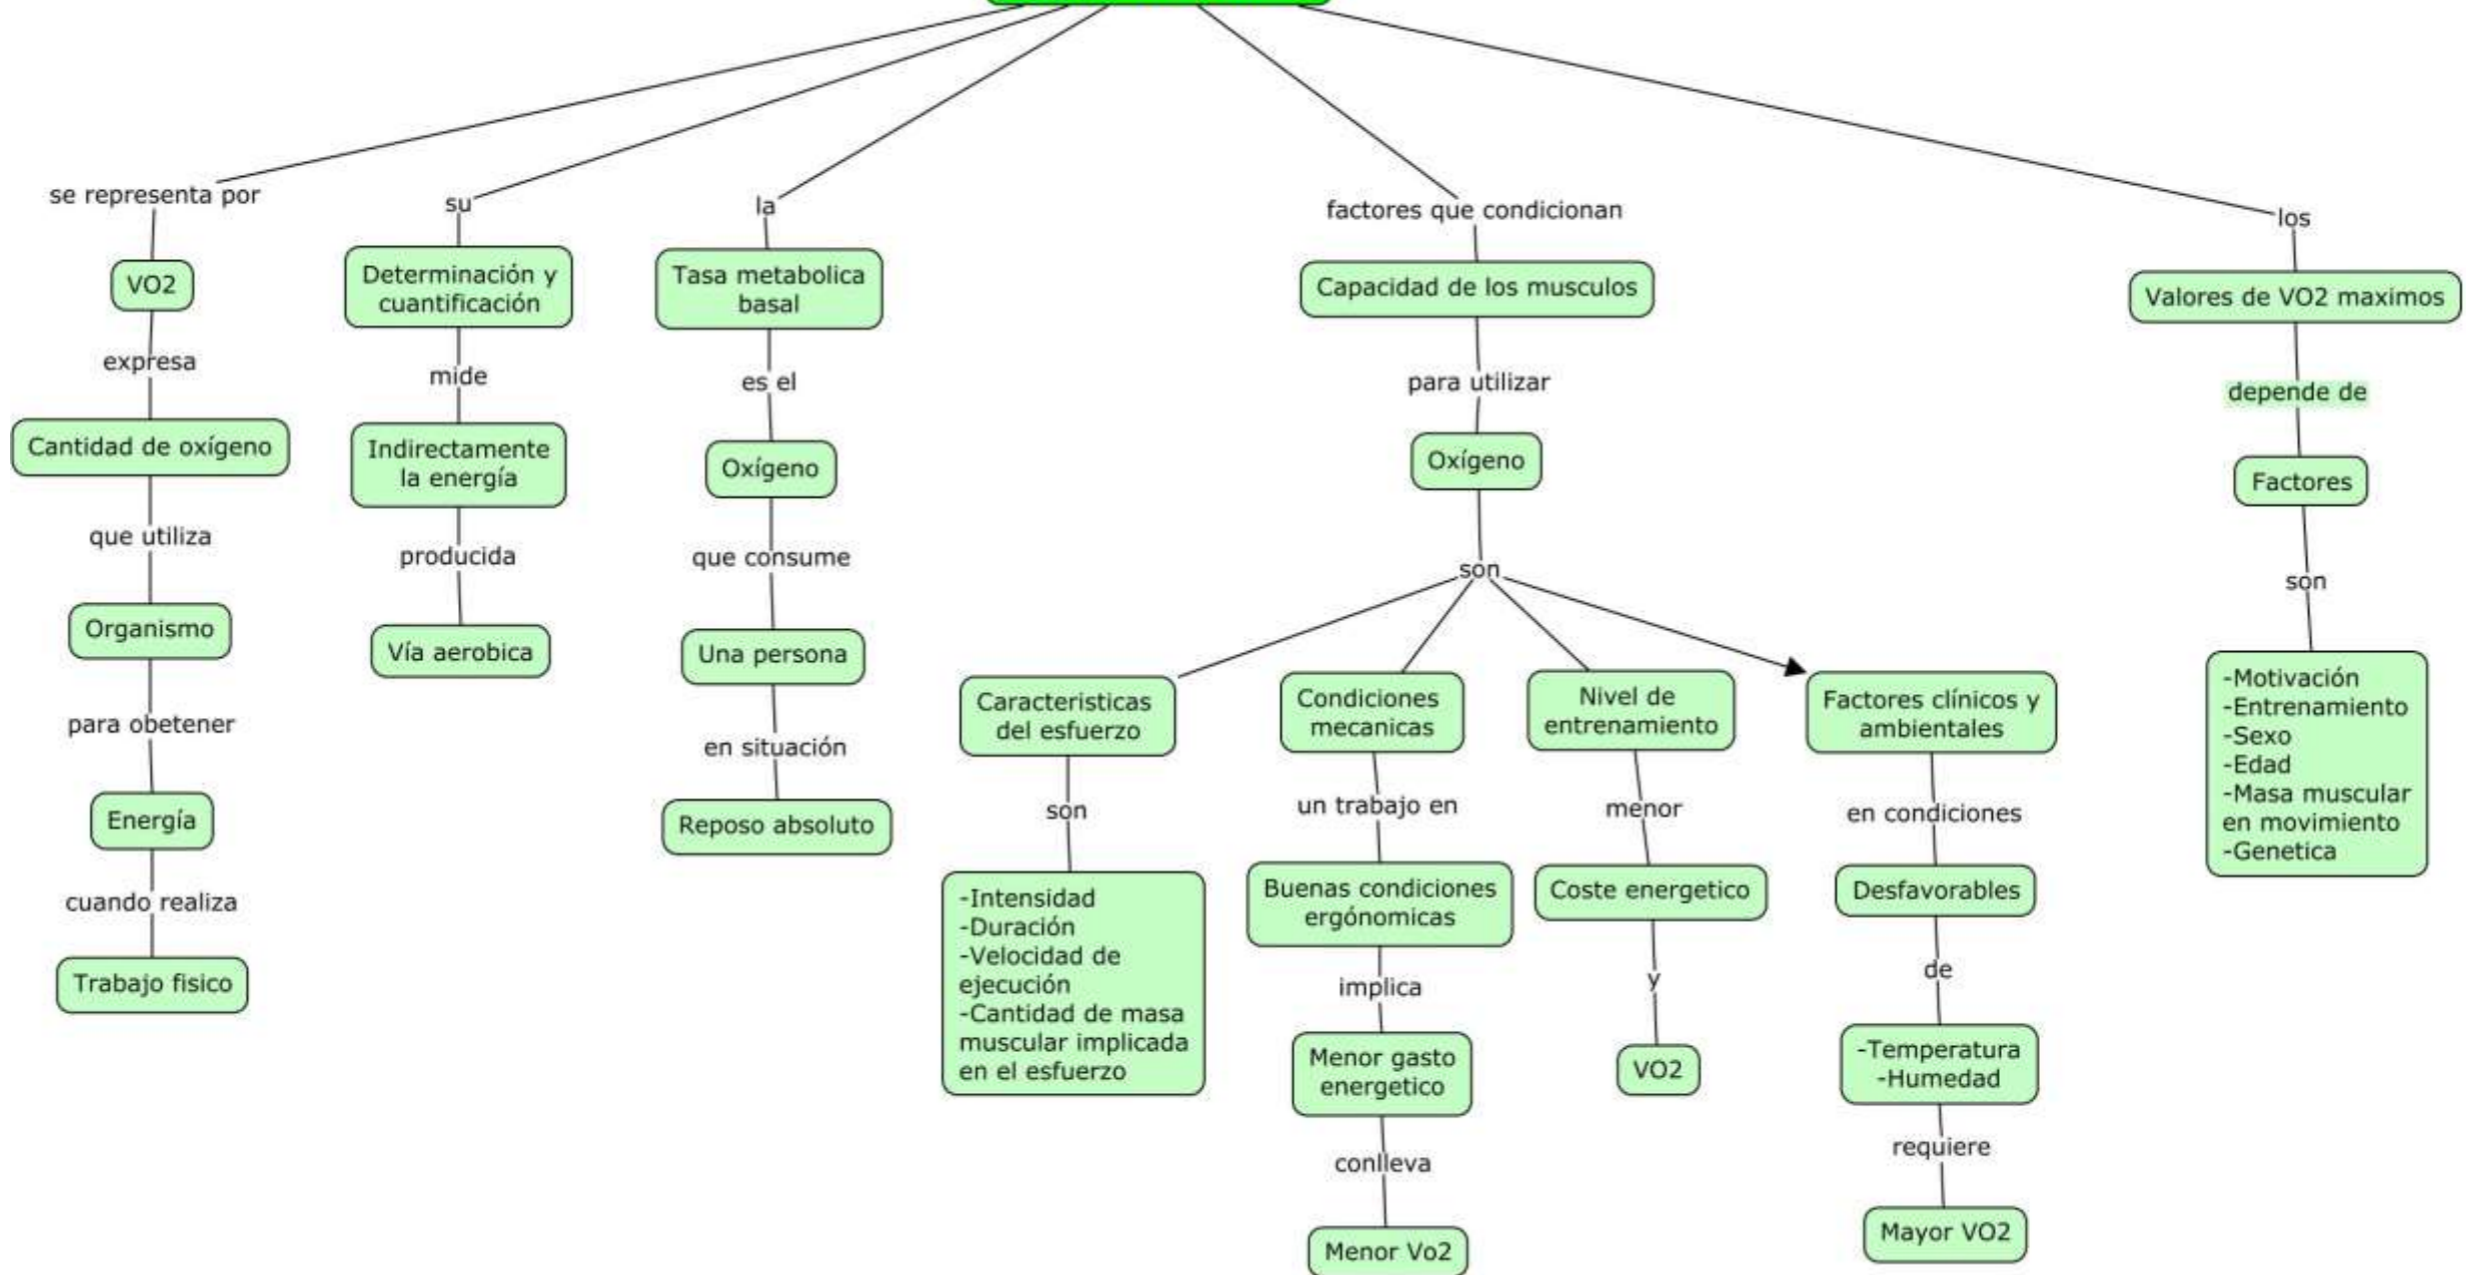 se representa por
VO2
expresa
Cantidad de oxígeno
que utiliza
Organismo
para obetener
Energía
cuando realiza
Trabajo fisico
su
Determinación y
cuantificación
mide
Indirectamente
la energía
producida
Vía aerobica
la
Tasa metabolica
basal
es el
Oxígeno
que consume
Una persona
en situación
Reposo absoluto
factores que condicionan
Capacidad de los musculos
para utilizar
Oxígeno
son
Caracteristicas
del esfuerzo
son
-Intensidad
-Duración
-Velocidad de
ejecución
-Cantidad de masa
muscular implicada
en el esfuerzo
Condiciones
mecanicas
un trabajo en
Buenas condiciones
ergónomicas
implica
Menor gasto
energetico
conlleva
Menor Vo2
Nivel de
entrenamiento
menor
Coste energetico
y
VO2
Factores clínicos y
ambientales
en condiciones
Desfavorables
de
-Temperatura
-Humedad
requiere
Mayor VO2
los
Valores de VO2 maximos
depende de
Factores
son
-Motivación
-Entrenamiento
-Sexo
-Edad
-Masa muscular
en movimiento
-Genetica